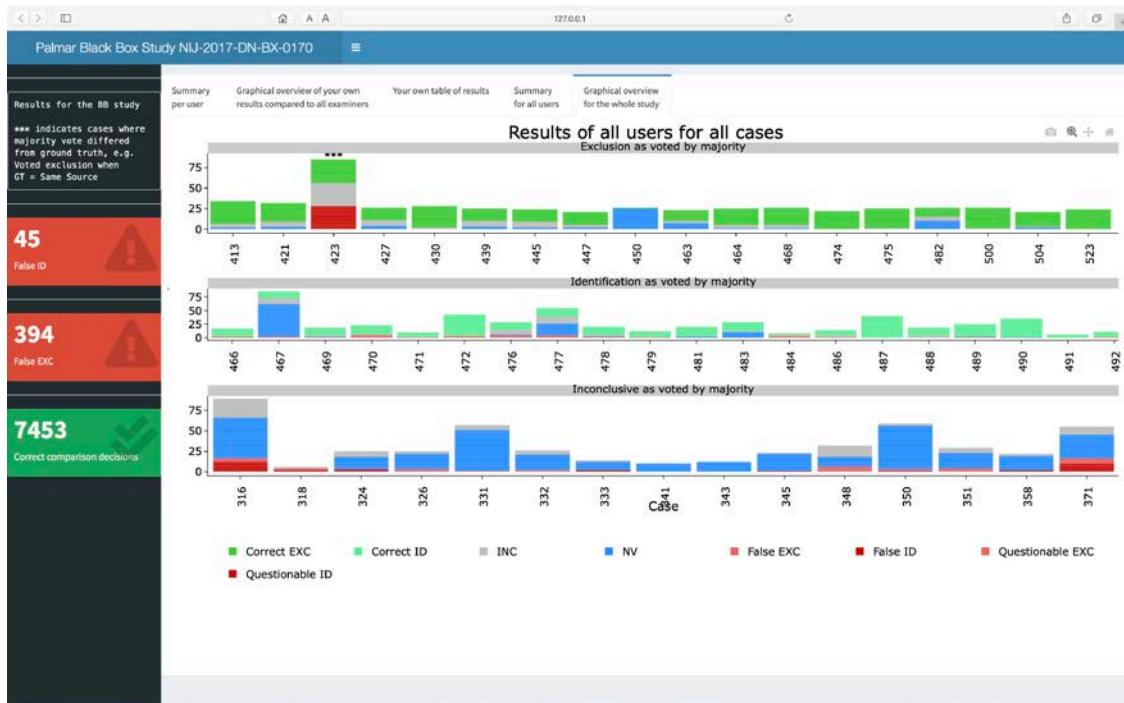 127.0.0.1
A A
Palmar Black Box Study NIJ-2017-DN-BX-0170
Results for the BB study
*** indicates cases where
majority vote differed
from ground truth, e.g.
Voted exclusion when
GT = Same Source
45
False ID
394
False EXC
7453
Correct comparison decisions
Summary
per user
Graphical overview of your own
results compared to all examiners
Your own table of results
Summary
for all users
Graphical overview
for the whole study
Results of all users for all cases
Exclusion as voted by majority
***
75
50
25
0
413 421 423 427 430 439 445 447 450 463 464 468 474 475 482 500 504 523
Identification as voted by majority
75
50
25
0
466 467 469 470 471 472 476 477 478 479 481 483 484 486 487 488 489 490 491 492
Inconclusive as voted by majority
75
50
25
0
316 318 324 326 331 332 333 341 343 345 348 350 351 358 371
Case
Correct EXC Correct ID INC NV False EXC False ID Questionable EXC
Questionable ID